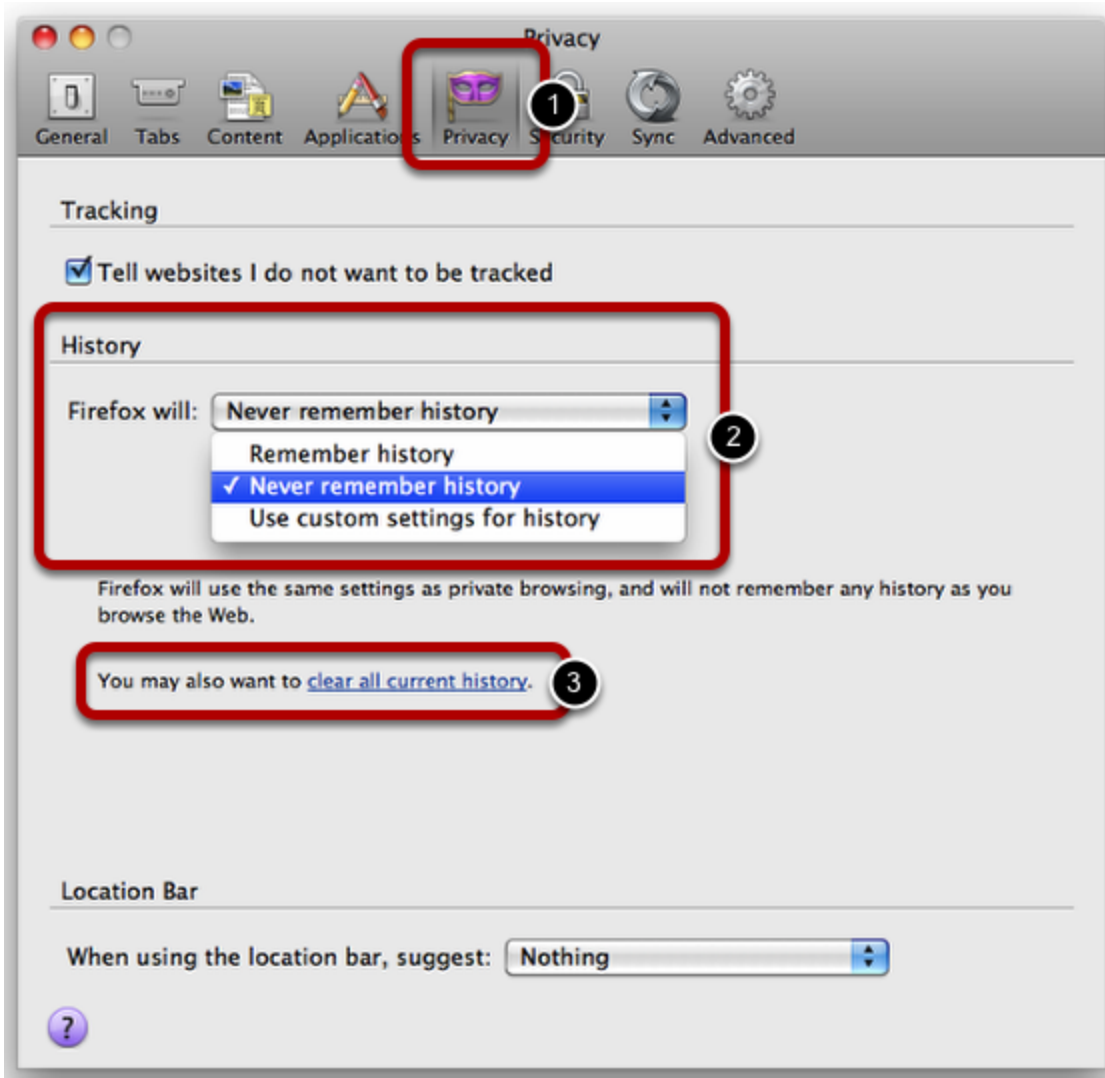 Privacy
General Tabs Content Applications Privacy Security Sync Advanced
1
Tracking
Tell websites I do not want to be tracked
History
Firefox will: Never remember history
2
Remember history
✓ Never remember history
Use custom settings for history
Firefox will use the same settings as private browsing, and will not remember any history as you
browse the Web.
You may also want to clear all current history.
3
Location Bar
When using the location bar, suggest: Nothing
?